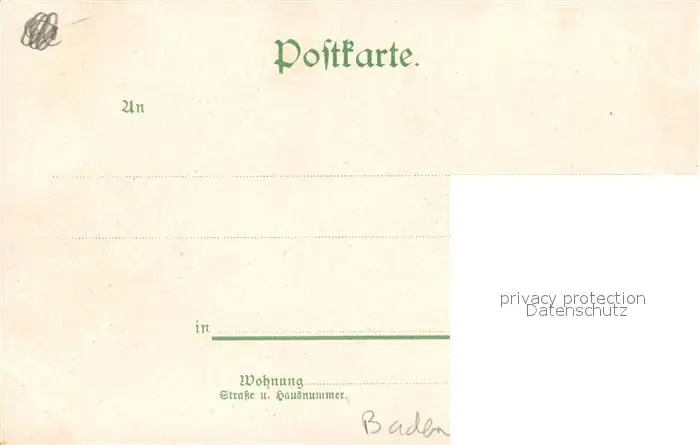 Postkarte.
An
in
Wohnung
Straße u. Hausnummer.
Baden
privacy protection
Datenschutz